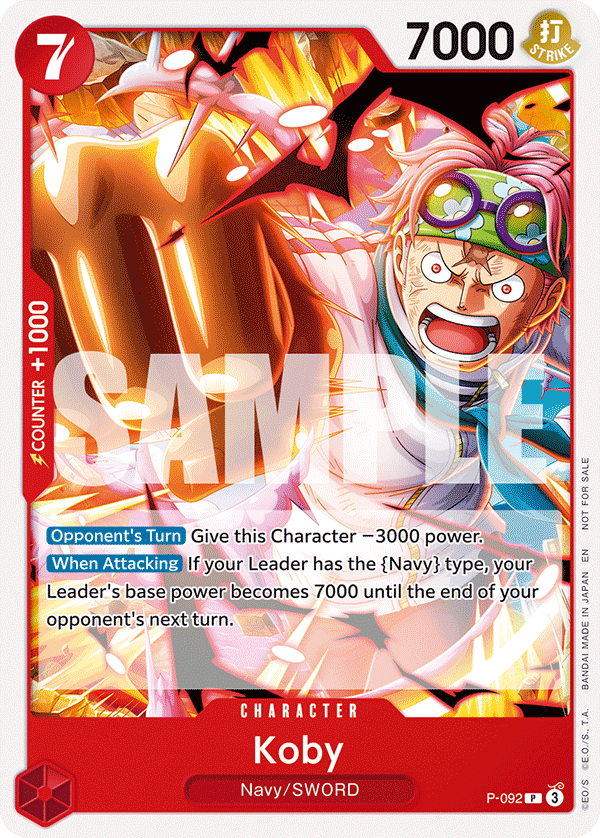 7
7000
打
STRIKE
COUNTER +1000
SAMPLE
Opponent's Turn Give this Character −3000 power.
When Attacking If your Leader has the {Navy} type, your
Leader's base power becomes 7000 until the end of your
opponent's next turn.
CHARACTER
Koby
Navy/SWORD
P-092 P 3
©E.O/S ©E.O./S., T.A. BANDAI MADE IN JAPAN EN NOT FOR SALE